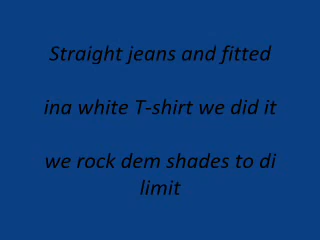 Straight jeans and fitted
ina white T-shirt we did it
we rock dem shades to di
limit